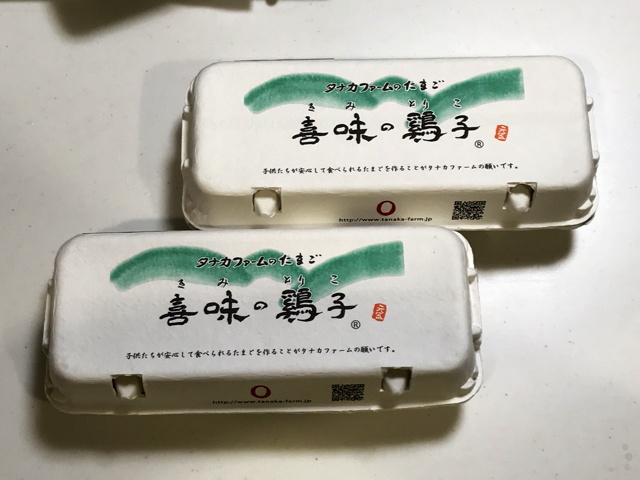 タナカファームのたまご
きみ とりこ
喜味の鶏子
®
子供たちが安心して食べられるたまごを作ることがタナカファームの願いです。
http://www.tanaka-farm.jp
タナカファームのたまご
きみ とりこ
喜味の鶏子
®
子供たちが安心して食べられるたまごを作ることがタナカファームの願いです。
http://www.tanaka-farm.jp